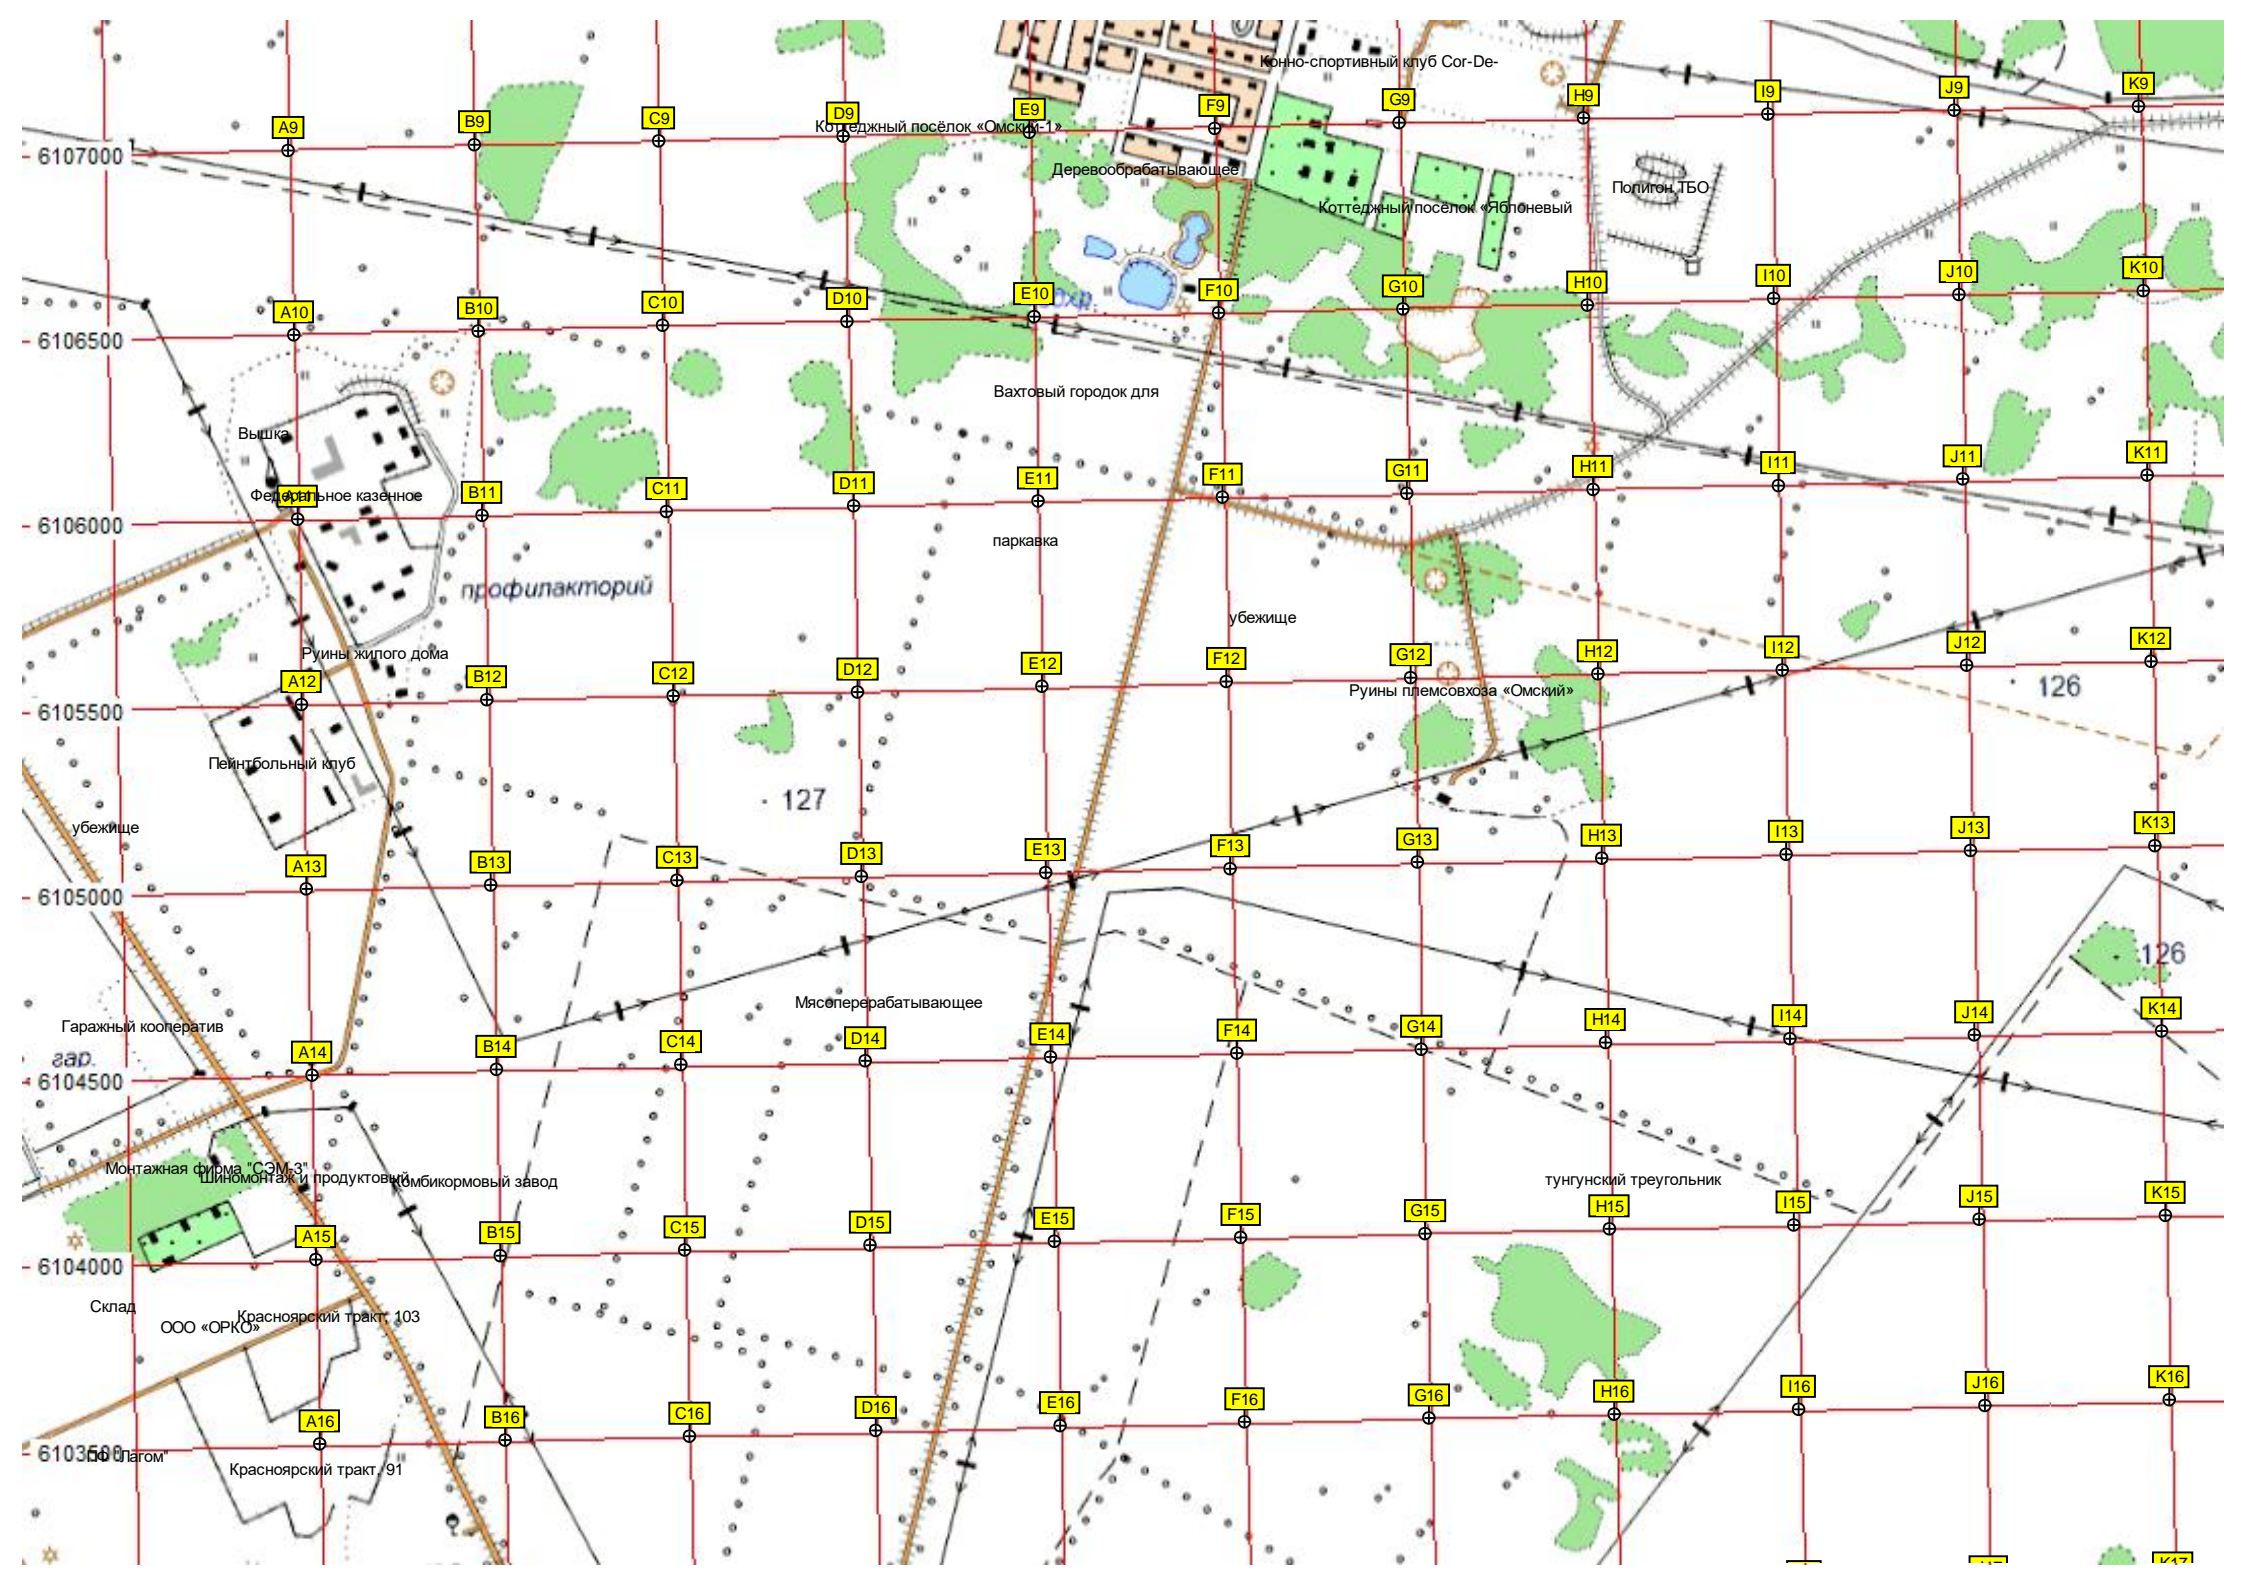 Конно-спортивный клуб Cor-De-
A9 B9 C9 D9 E9 F9 G9 H9 I9 J9 K9
Коттеджный посёлок «Омский-1»
6107000
Деревообрабатывающее
Полигон ТБО
Коттеджный посёлок «Яблоневый
A10 B10 C10 D10 E10 F10 G10 H10 I10 J10 K10
6106500
Вахтовый городок для
Вышка
A11 B11 C11 D11 E11 F11 G11 H11 I11 J11 K11
Федеральное казенное
6106000
паркавка
профилакторий
убежище
Руины жилого дома
A12 B12 C12 D12 E12 F12 G12 H12 I12 J12 K12
Руины племсовхоза «Омский»
126
6105500
Пейнтбольный клуб
127
убежище
A13 B13 C13 D13 E13 F13 G13 H13 I13 J13 K13
6105000
126
Мясоперерабатывающее
Гаражный кооператив
A14 B14 C14 D14 E14 F14 G14 H14 I14 J14 K14
гар.
6104500
Монтажная фирма "СЭМ-3"
Шиномонтаж и продуктовый
Комбикормовый завод
тунгунский треугольник
A15 B15 C15 D15 E15 F15 G15 H15 I15 J15 K15
6104000
Склад
Красноярский тракт, 103
ООО «ОРКО»
A16 B16 C16 D16 E16 F16 G16 H16 I16 J16 K16
6103500
ПФ "Лагом"
Красноярский тракт, 91
K17